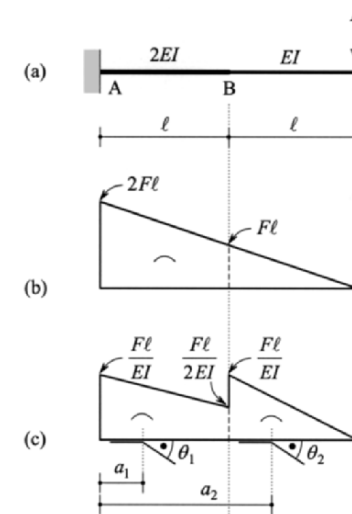 (a) 2EI EI
A B
ℓ ℓ
2Fℓ
Fℓ
(b)
Fℓ/EI Fℓ/2EI Fℓ/EI
(c)
θ₁ θ₂
a₁
a₂